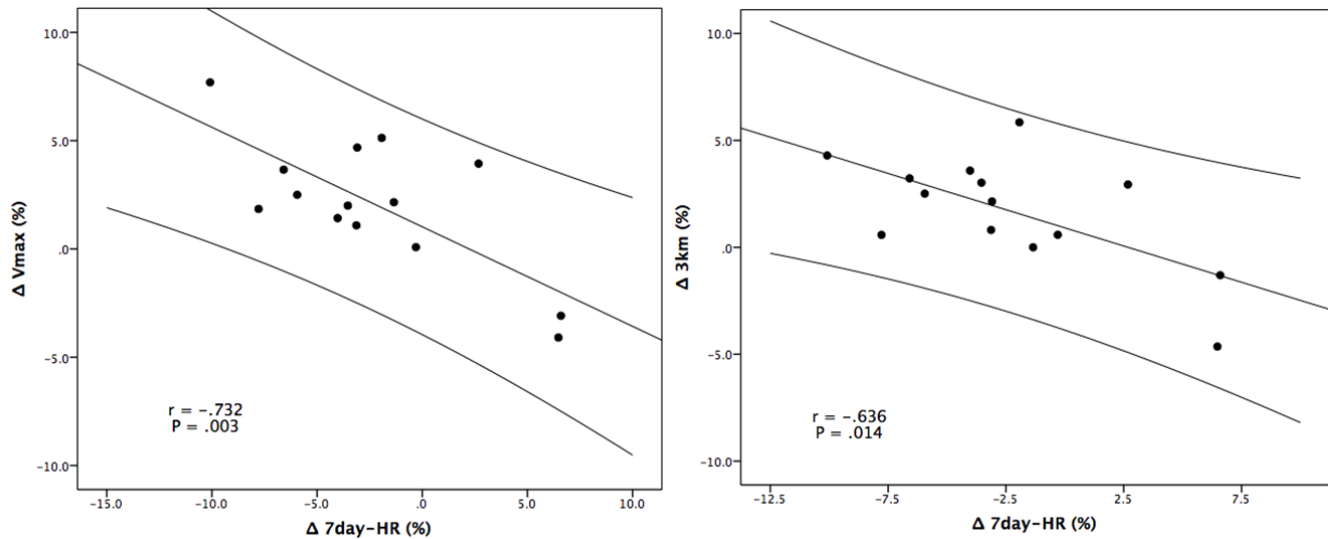 10.0
5.0
.0
-5.0
-10.0
Δ Vmax (%)
r = -.732
P = .003
-15.0 -10.0 -5.0 .0 5.0 10.0
Δ 7day-HR (%)
10.0
5.0
.0
-5.0
-10.0
Δ 3km (%)
r = -.636
P = .014
-12.5 -7.5 -2.5 2.5 7.5
Δ 7day-HR (%)